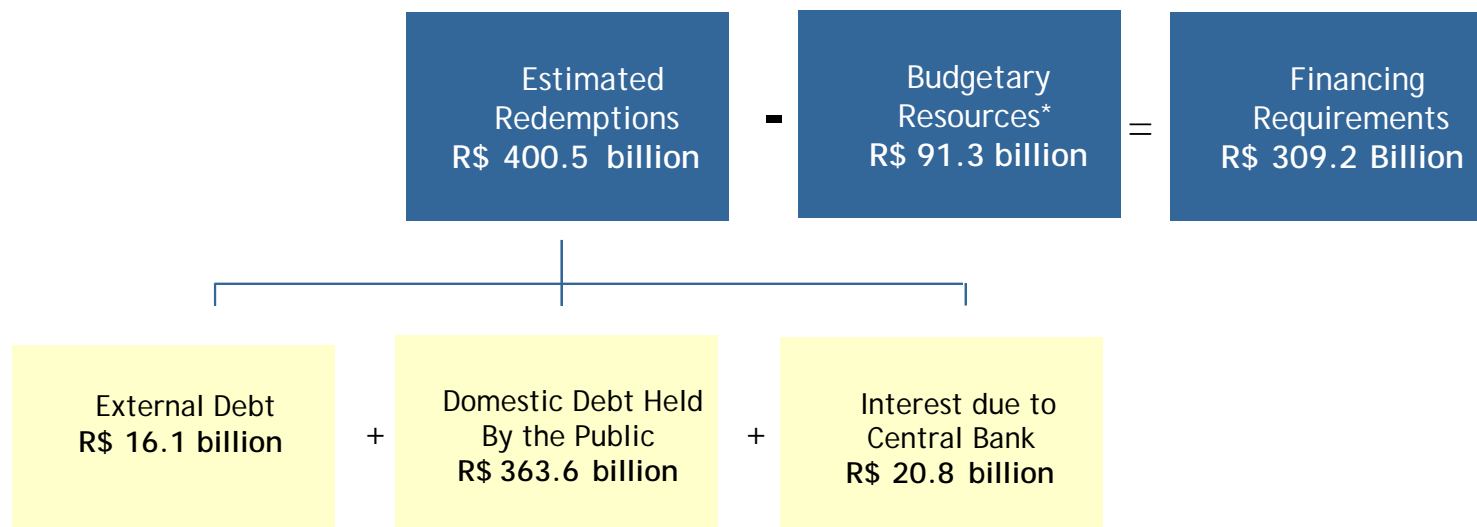 Estimated
Redemptions
R$ 400.5 billion
-
Budgetary
Resources*
R$ 91.3 billion
=
Financing
Requirements
R$ 309.2 Billion
External Debt
R$ 16.1 billion
+
Domestic Debt Held
By the Public
R$ 363.6 billion
+
Interest due to
Central Bank
R$ 20.8 billion